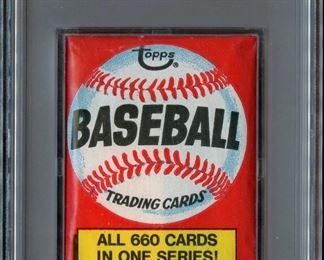 Topps
BASEBALL
TRADING CARDS
ALL 660 CARDS
IN ONE SERIES!